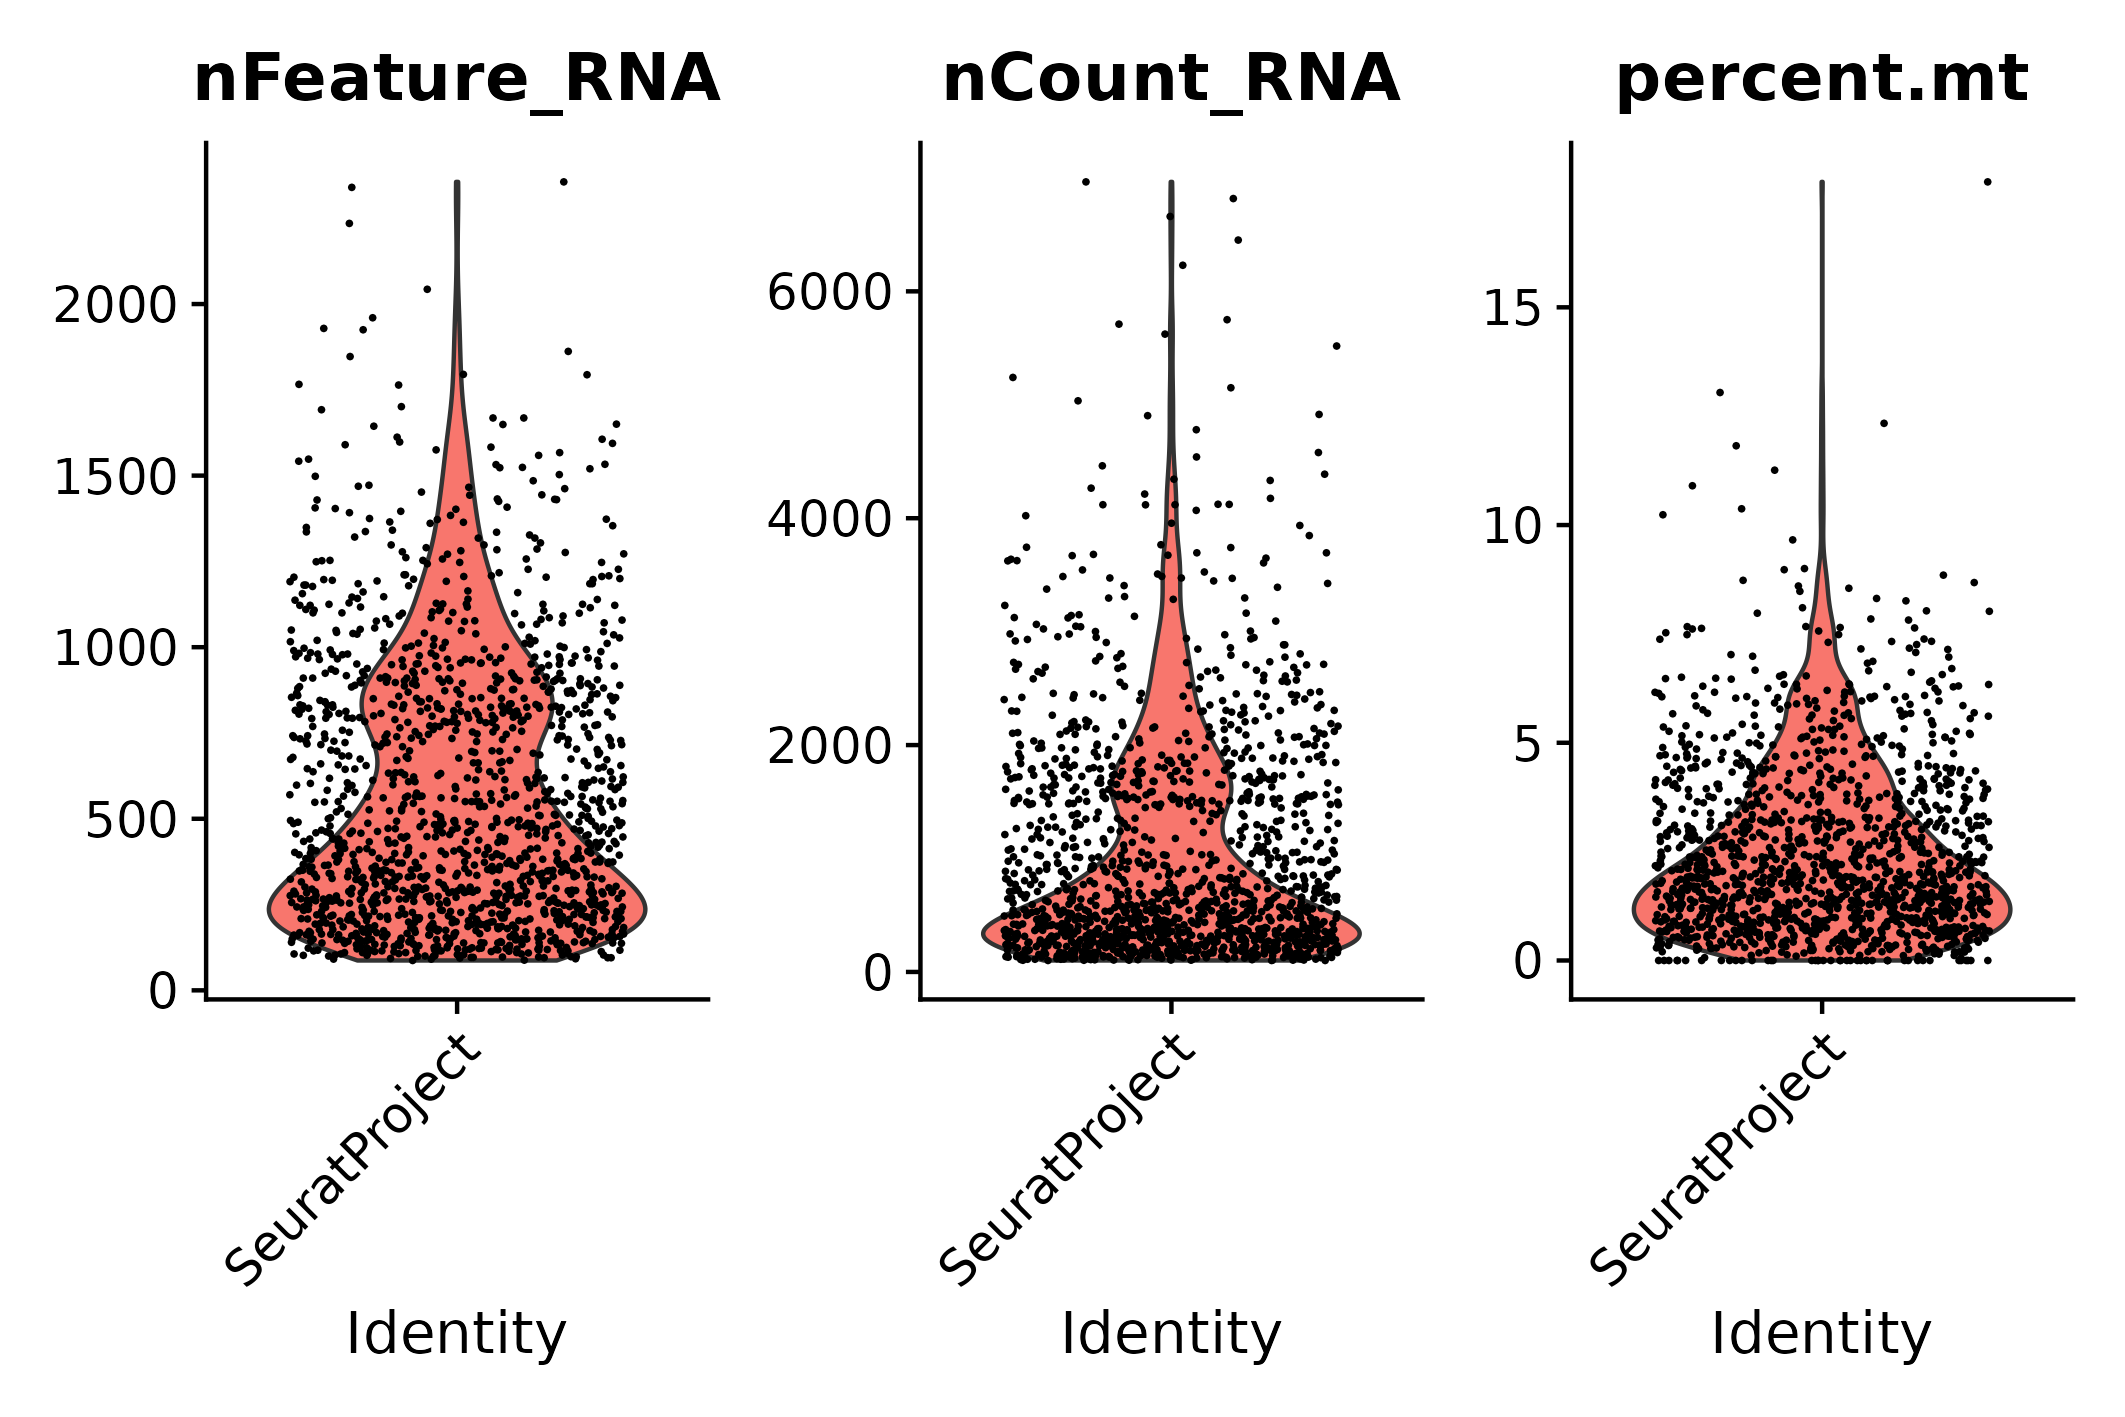 nFeature_RNA
2000
1500
1000
500
0
SeuratProject
Identity
nCount_RNA
6000
4000
2000
0
SeuratProject
Identity
percent.mt
15
10
5
0
SeuratProject
Identity